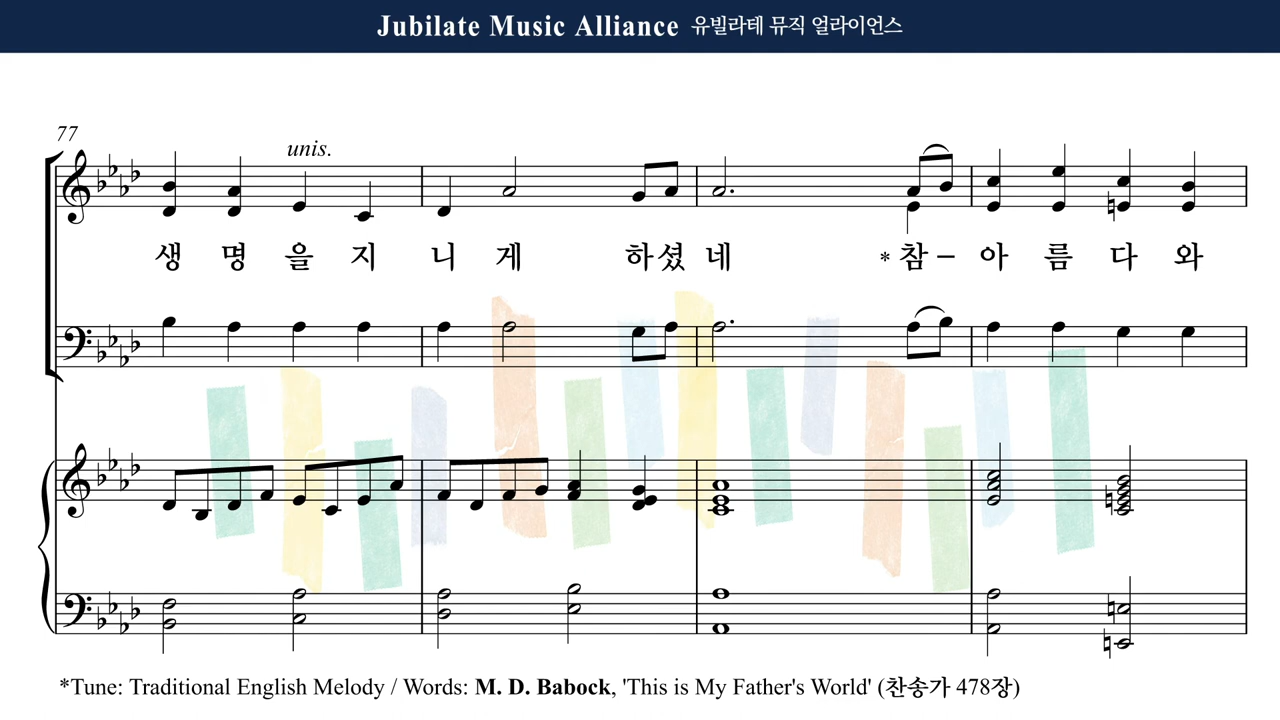 Jubilate Music Alliance 유빌라테 뮤직 얼라이언스
77
unis.
생 명 을 지 니 게 하 셨 네 * 참 – 아 름 다 와
*Tune: Traditional English Melody / Words: M. D. Babock, 'This is My Father's World' (찬송가 478장)